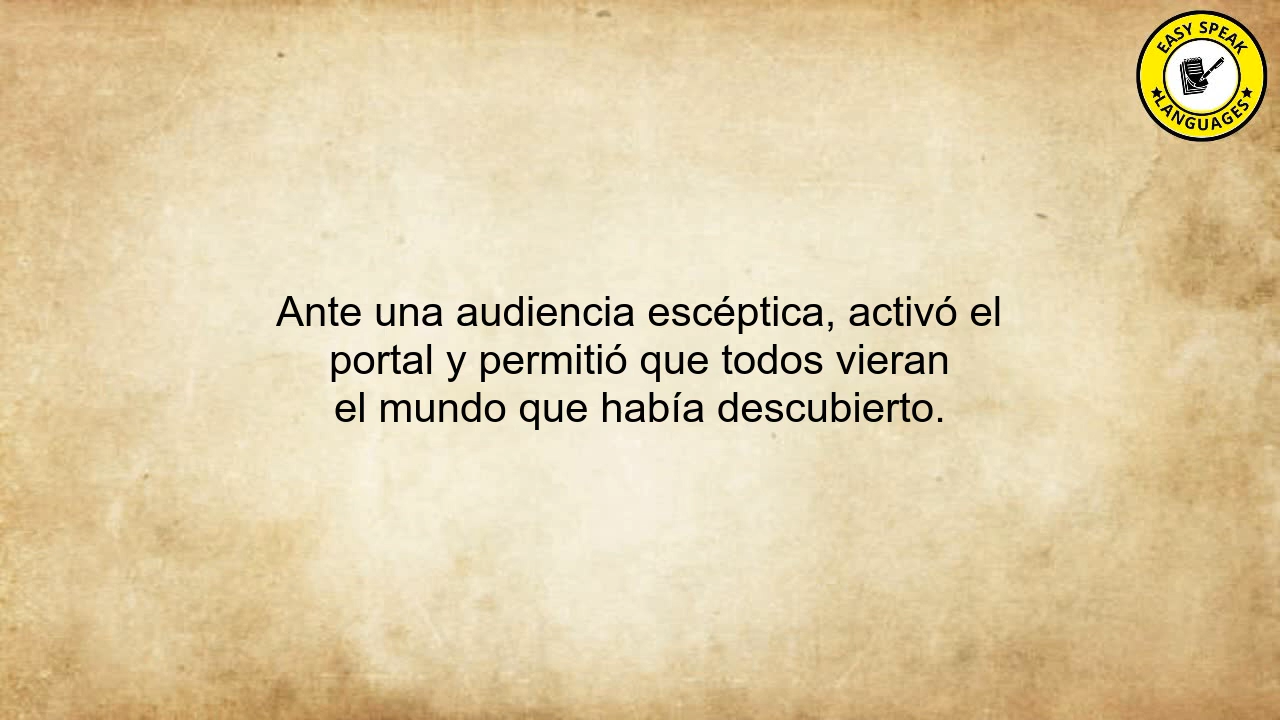 EASY SPEAK
LANGUAGES
Ante una audiencia escéptica, activó el
portal y permitió que todos vieran
el mundo que había descubierto.